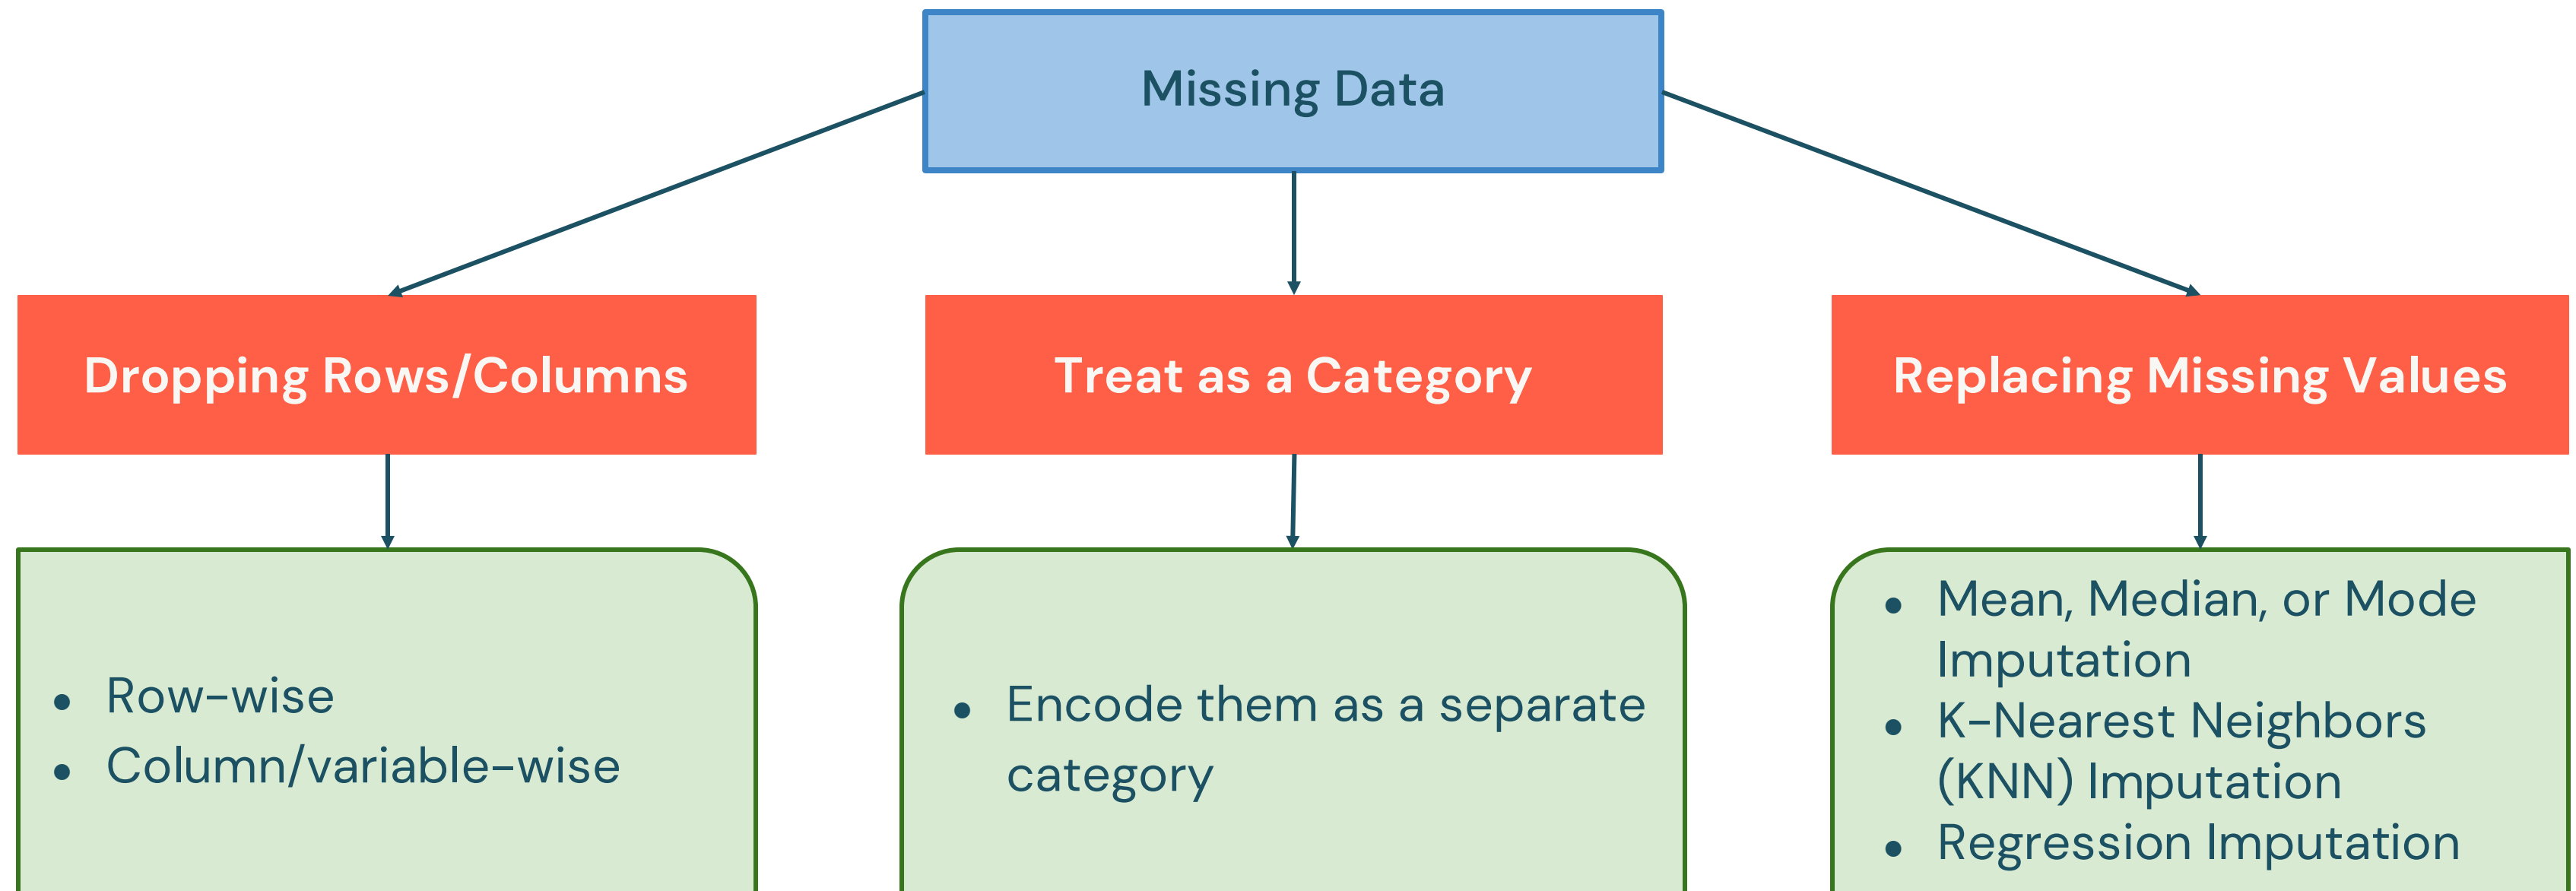 Missing Data
Dropping Rows/Columns
Treat as a Category
Replacing Missing Values
● Row-wise
● Column/variable-wise
● Encode them as a separate
category
● Mean, Median, or Mode
Imputation
● K-Nearest Neighbors
(KNN) Imputation
● Regression Imputation